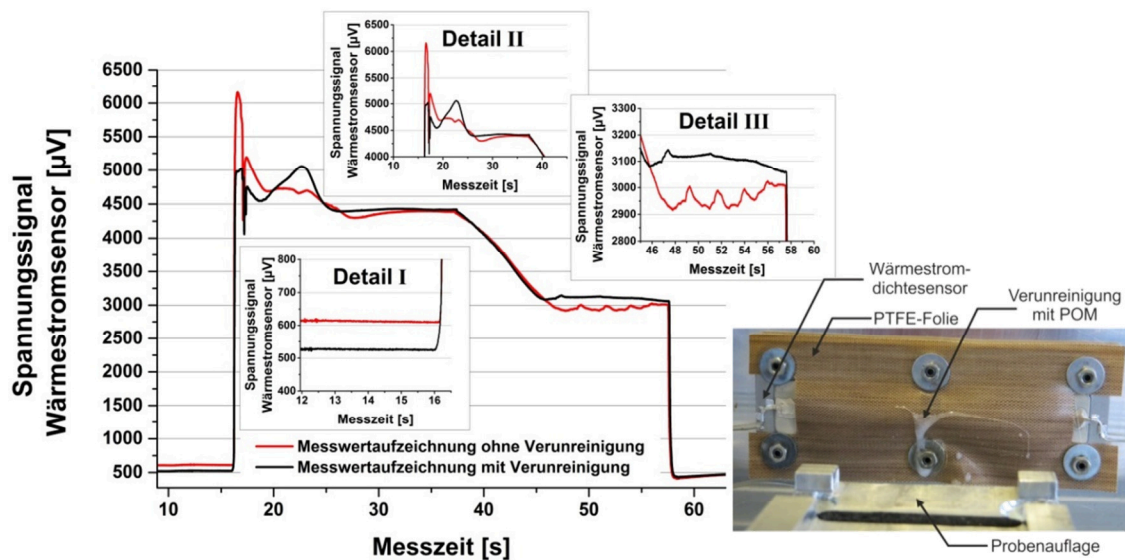 Spannungssignal
Wärmestromsensor [µV]
6500
6000
5500
5000
4500
4000
3500
3000
2500
2000
1500
1000
500
10 20 30 40 50 60
Messzeit [s]
Messwertaufzeichnung ohne Verunreinigung
Messwertaufzeichnung mit Verunreinigung
Detail II
Spannungssignal
Wärmestromsensor [µV]
6500
6000
5500
5000
4500
4000
10 20 30 40 50
Messzeit [s]
Detail I
Spannungssignal
Wärmestromsensor [µV]
800
700
600
500
400
12 13 14 15 16
Messzeit [s]
Detail III
Spannungssignal
Wärmestromsensor [µV]
3300
3200
3100
3000
2900
2800
46 48 50 52 54 56 58 60
Messzeit [s]
Wärmestrom-
dichtesensor
PTFE-Folie
Verunreinigung
mit POM
Probenauflage